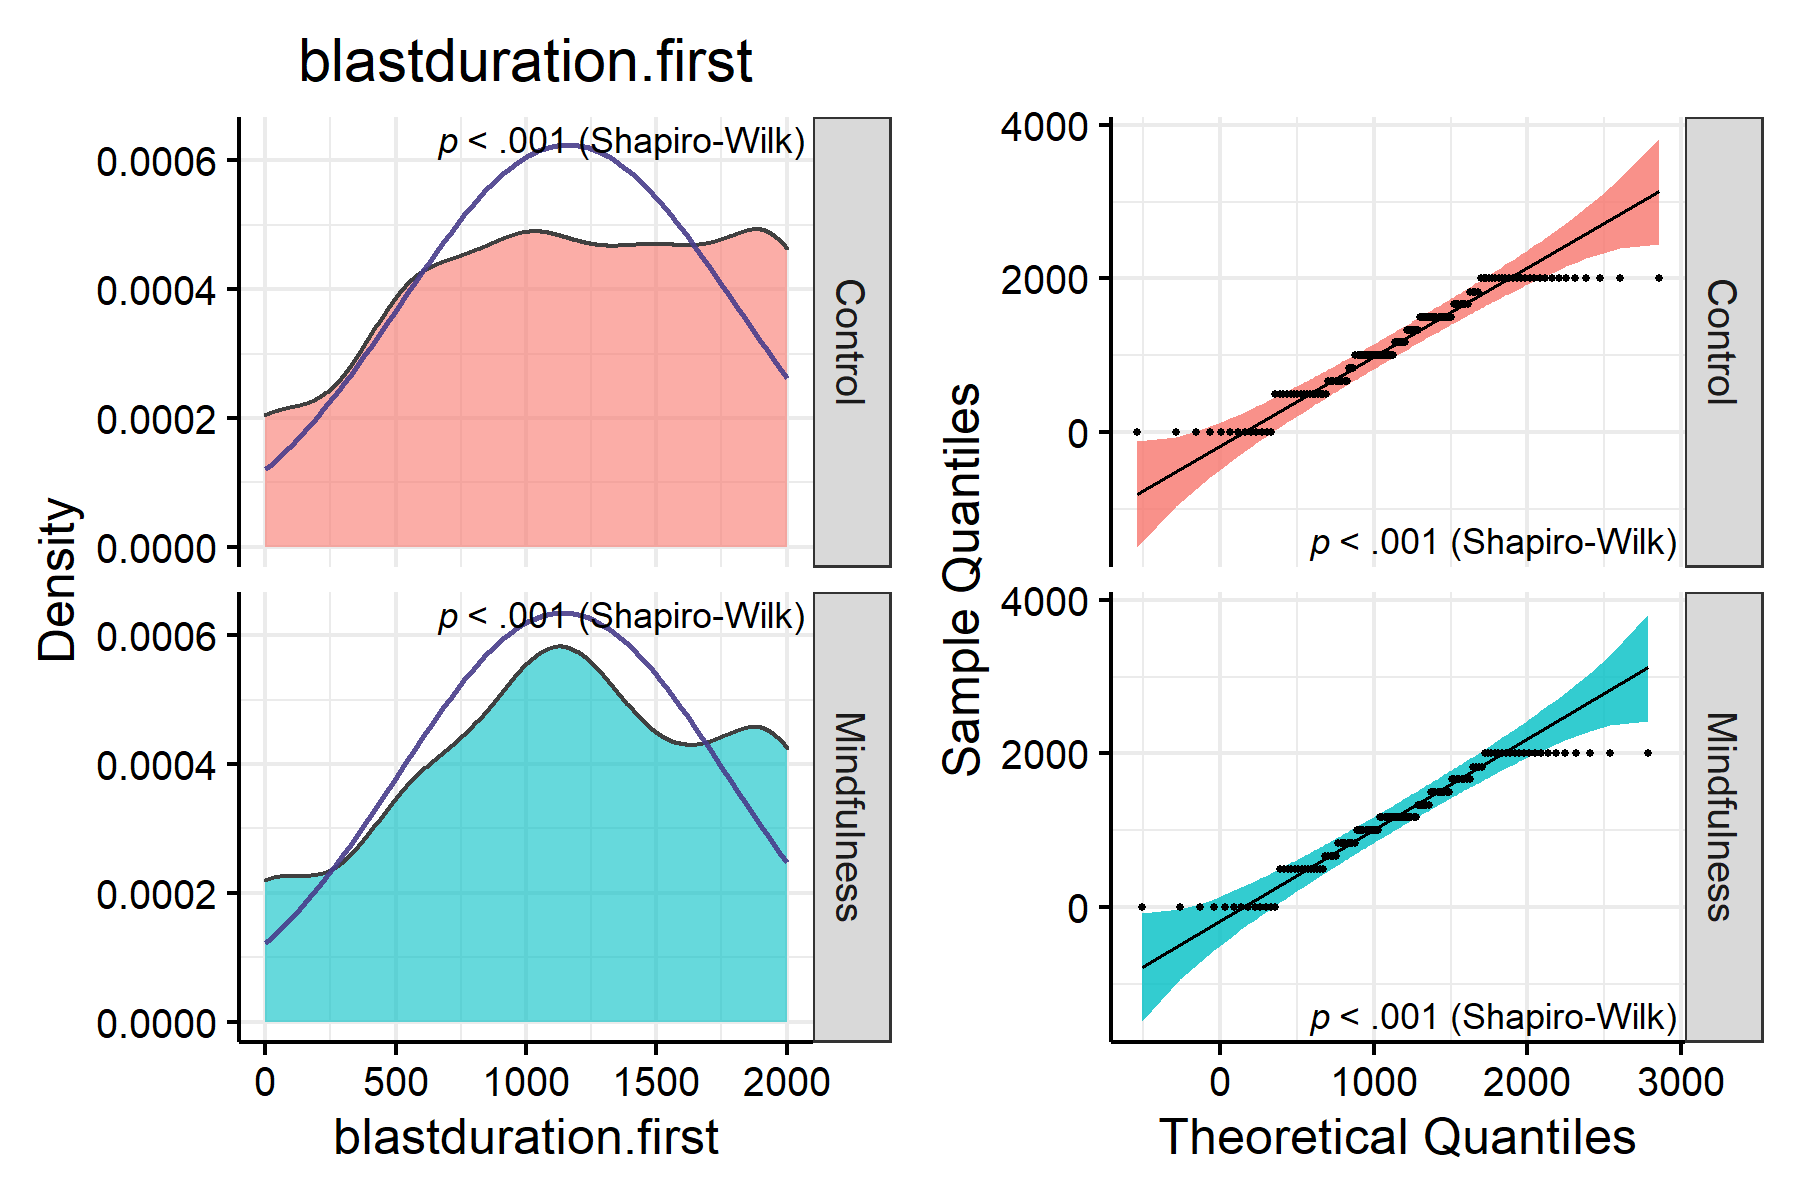 blastduration.first
Density
p < .001 (Shapiro-Wilk)
0.0006
0.0004
0.0002
0.0000
Control
p < .001 (Shapiro-Wilk)
0.0006
0.0004
0.0002
0.0000
Mindfulness
0 500 1000 1500 2000
blastduration.first
Sample Quantiles
4000
2000
0
p < .001 (Shapiro-Wilk)
Control
4000
2000
0
p < .001 (Shapiro-Wilk)
Mindfulness
0 1000 2000 3000
Theoretical Quantiles